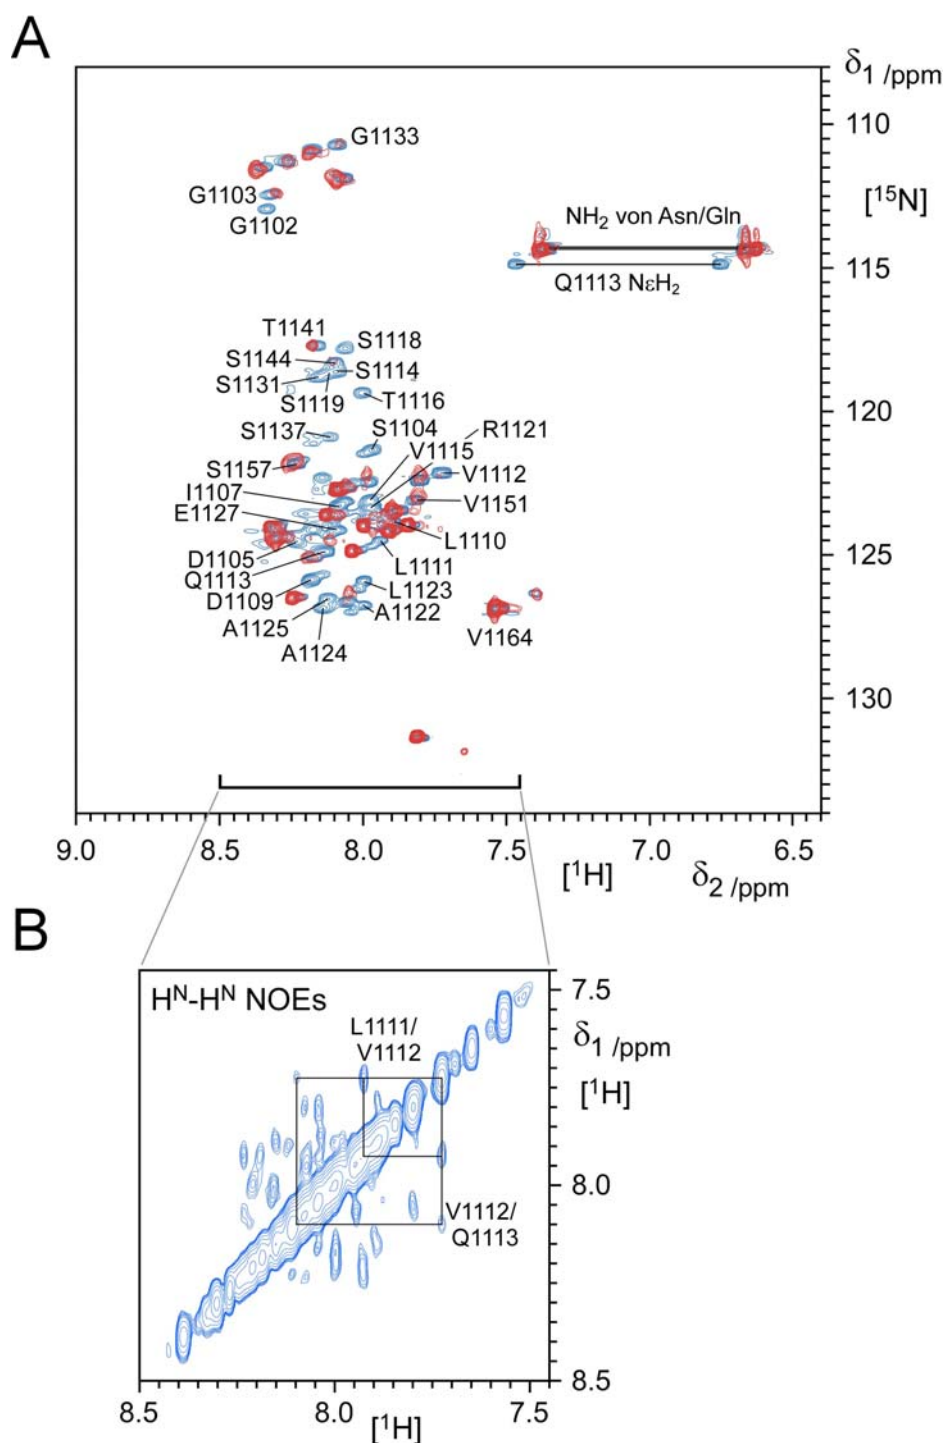 A
δ1 /ppm
110
G1133
G1103
[15N]
G1102
NH2 von Asn/Gln
115
Q1113 NεH2
T1141
S1118
S1144
S1114
S1131
S1119
T1116
120
S1137
S1104
R1121
V1115
S1157
V1112
I1107
V1151
E1127
L1110
D1105
L1111
125
Q1113
L1123
D1109
A1122
A1125
A1124
V1164
130
9.0 8.5 8.0 7.5 7.0 6.5
[1H] δ2 /ppm
B
HN-HN NOEs
7.5
L1111/
V1112
δ1 /ppm
[1H]
8.0
V1112/
Q1113
8.5
8.5 8.0 7.5
[1H]